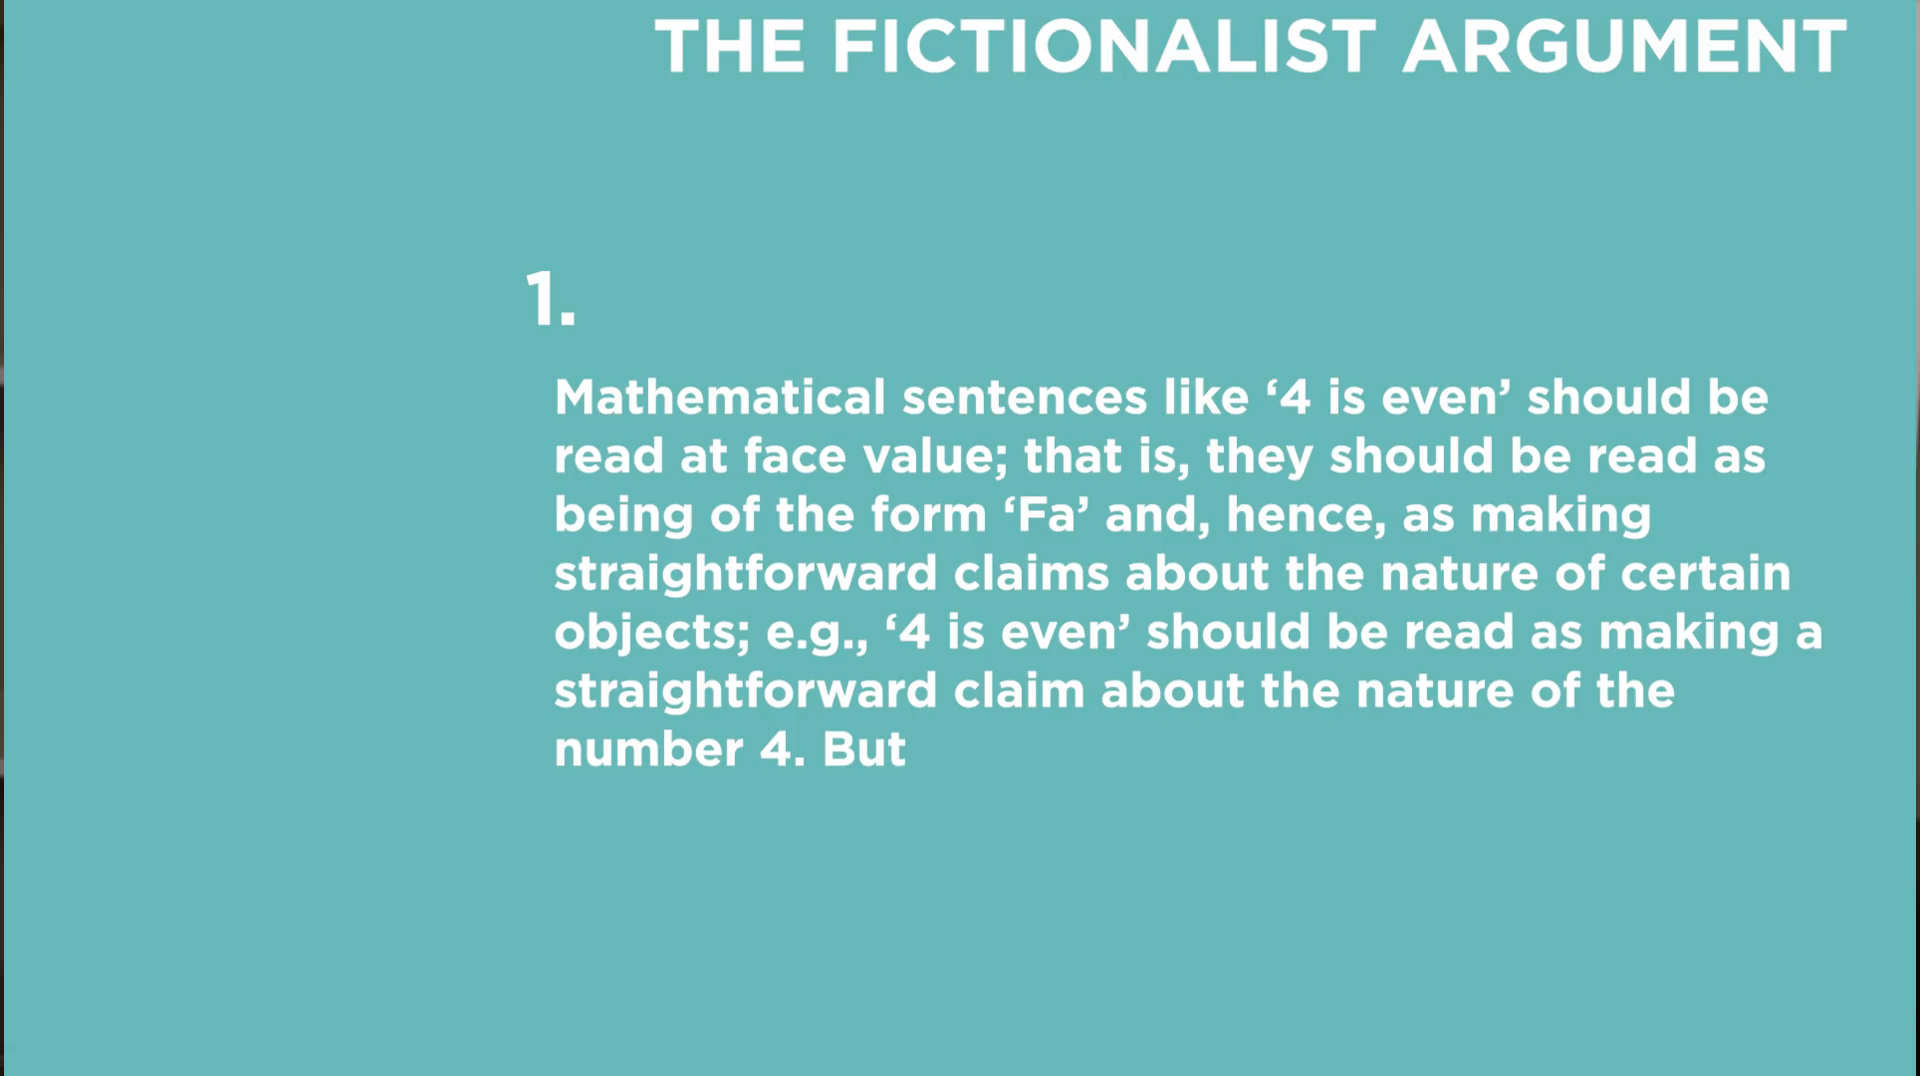 THE FICTIONALIST ARGUMENT
1.
Mathematical sentences like ‘4 is even’ should be
read at face value; that is, they should be read as
being of the form ‘Fa’ and, hence, as making
straightforward claims about the nature of certain
objects; e.g., ‘4 is even’ should be read as making a
straightforward claim about the nature of the
number 4. But